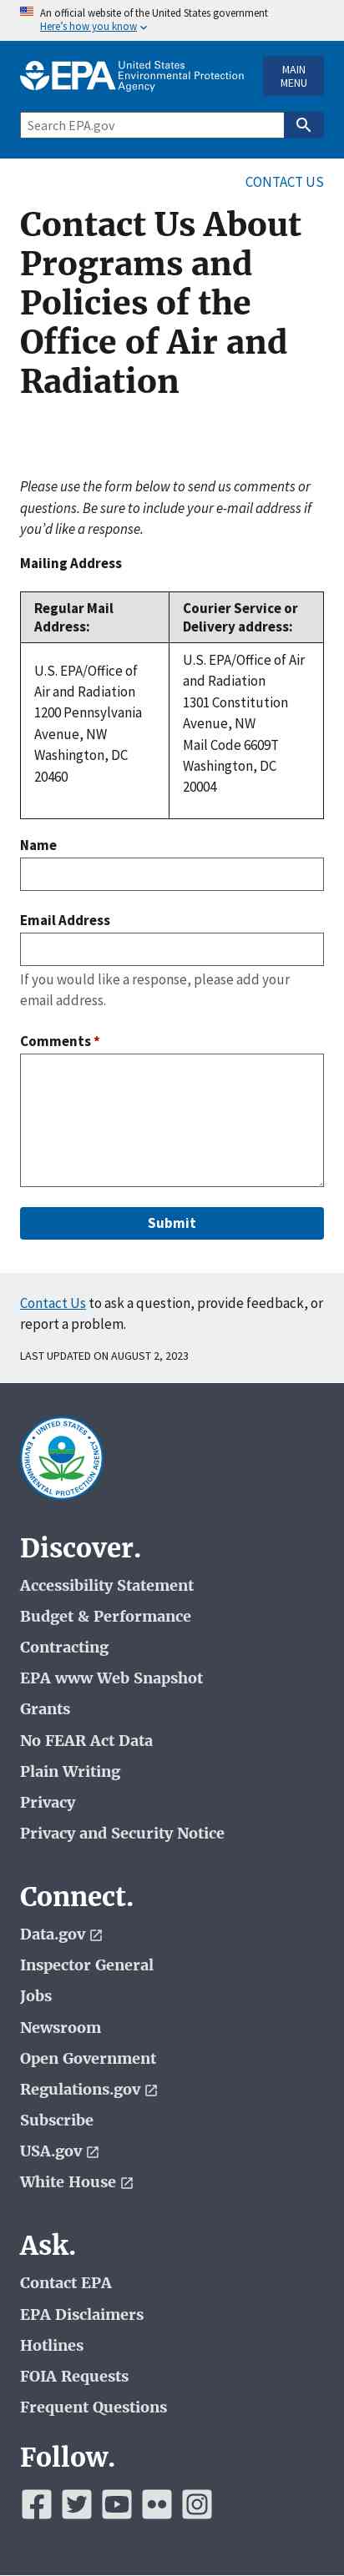 An official website of the United States government
Here's how you know
EPA United States
Environmental Protection
Agency
MAIN
MENU
Search EPA.gov
CONTACT US
Contact Us About
Programs and
Policies of the
Office of Air and
Radiation
Please use the form below to send us comments or
questions. Be sure to include your e-mail address if
you'd like a response.
Mailing Address
Regular Mail
Address:
Courier Service or
Delivery address:
U.S. EPA/Office of
Air and Radiation
1200 Pennsylvania
Avenue, NW
Washington, DC
20460
U.S. EPA/Office of Air
and Radiation
1301 Constitution
Avenue, NW
Mail Code 6609T
Washington, DC
20004
Name
Email Address
If you would like a response, please add your
email address.
Comments *
Submit
Contact Us to ask a question, provide feedback, or
report a problem.
LAST UPDATED ON AUGUST 2, 2023
UNITED STATES
ENVIRONMENTAL PROTECTION AGENCY
Discover.
Accessibility Statement
Budget & Performance
Contracting
EPA www Web Snapshot
Grants
No FEAR Act Data
Plain Writing
Privacy
Privacy and Security Notice
Connect.
Data.gov
Inspector General
Jobs
Newsroom
Open Government
Regulations.gov
Subscribe
USA.gov
White House
Ask.
Contact EPA
EPA Disclaimers
Hotlines
FOIA Requests
Frequent Questions
Follow.